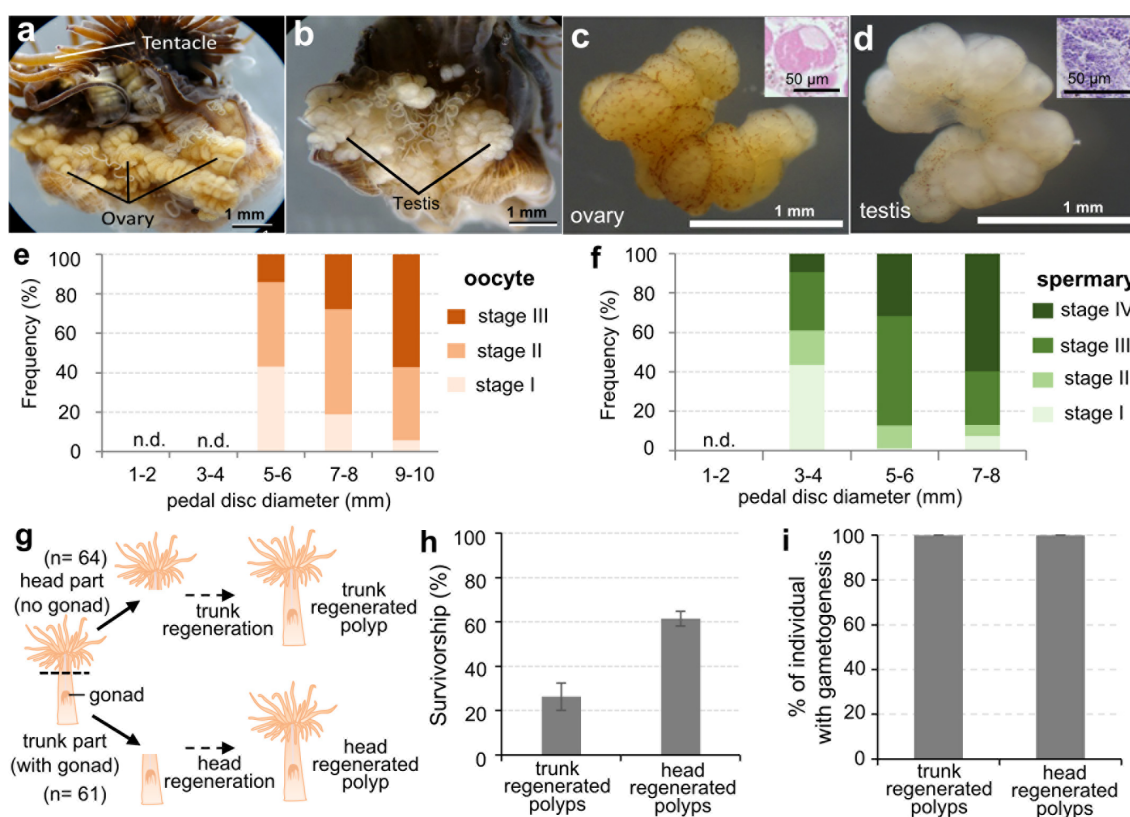 a
Tentacle
Ovary
1 mm
b
Testis
1 mm
c
50 µm
ovary
1 mm
d
50 µm
testis
1 mm
e
Frequency (%)
100
80
60
40
20
0
n.d.
n.d.
1-2
3-4
5-6
7-8
9-10
pedal disc diameter (mm)
oocyte
stage III
stage II
stage I
f
Frequency (%)
100
80
60
40
20
0
n.d.
1-2
3-4
5-6
7-8
pedal disc diameter (mm)
spermary
stage IV
stage III
stage II
stage I
g
(n= 64)
head part
(no gonad)
trunk
regeneration
trunk
regenerated
polyp
gonad
trunk part
(with gonad)
(n= 61)
head
regeneration
head
regenerated
polyp
h
Survivorship (%)
100
80
60
40
20
0
trunk
regenerated
polyps
head
regenerated
polyps
i
% of individual
with gametogenesis
100
80
60
40
20
0
trunk
regenerated
polyps
head
regenerated
polyps